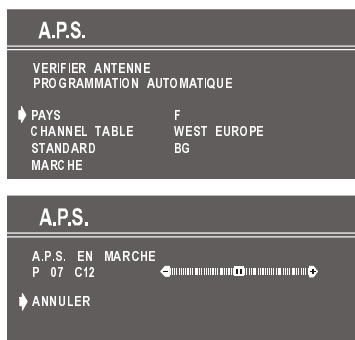 A.P.S.
VERIFIER ANTENNE
PROGRAMMATION AUTOMATIQUE
PAYS F
CHANNEL TABLE WEST EUROPE
STANDARD BG
MARCHE
A.P.S.
A.P.S. EN MARCHE
P 07 C12
ANNULER